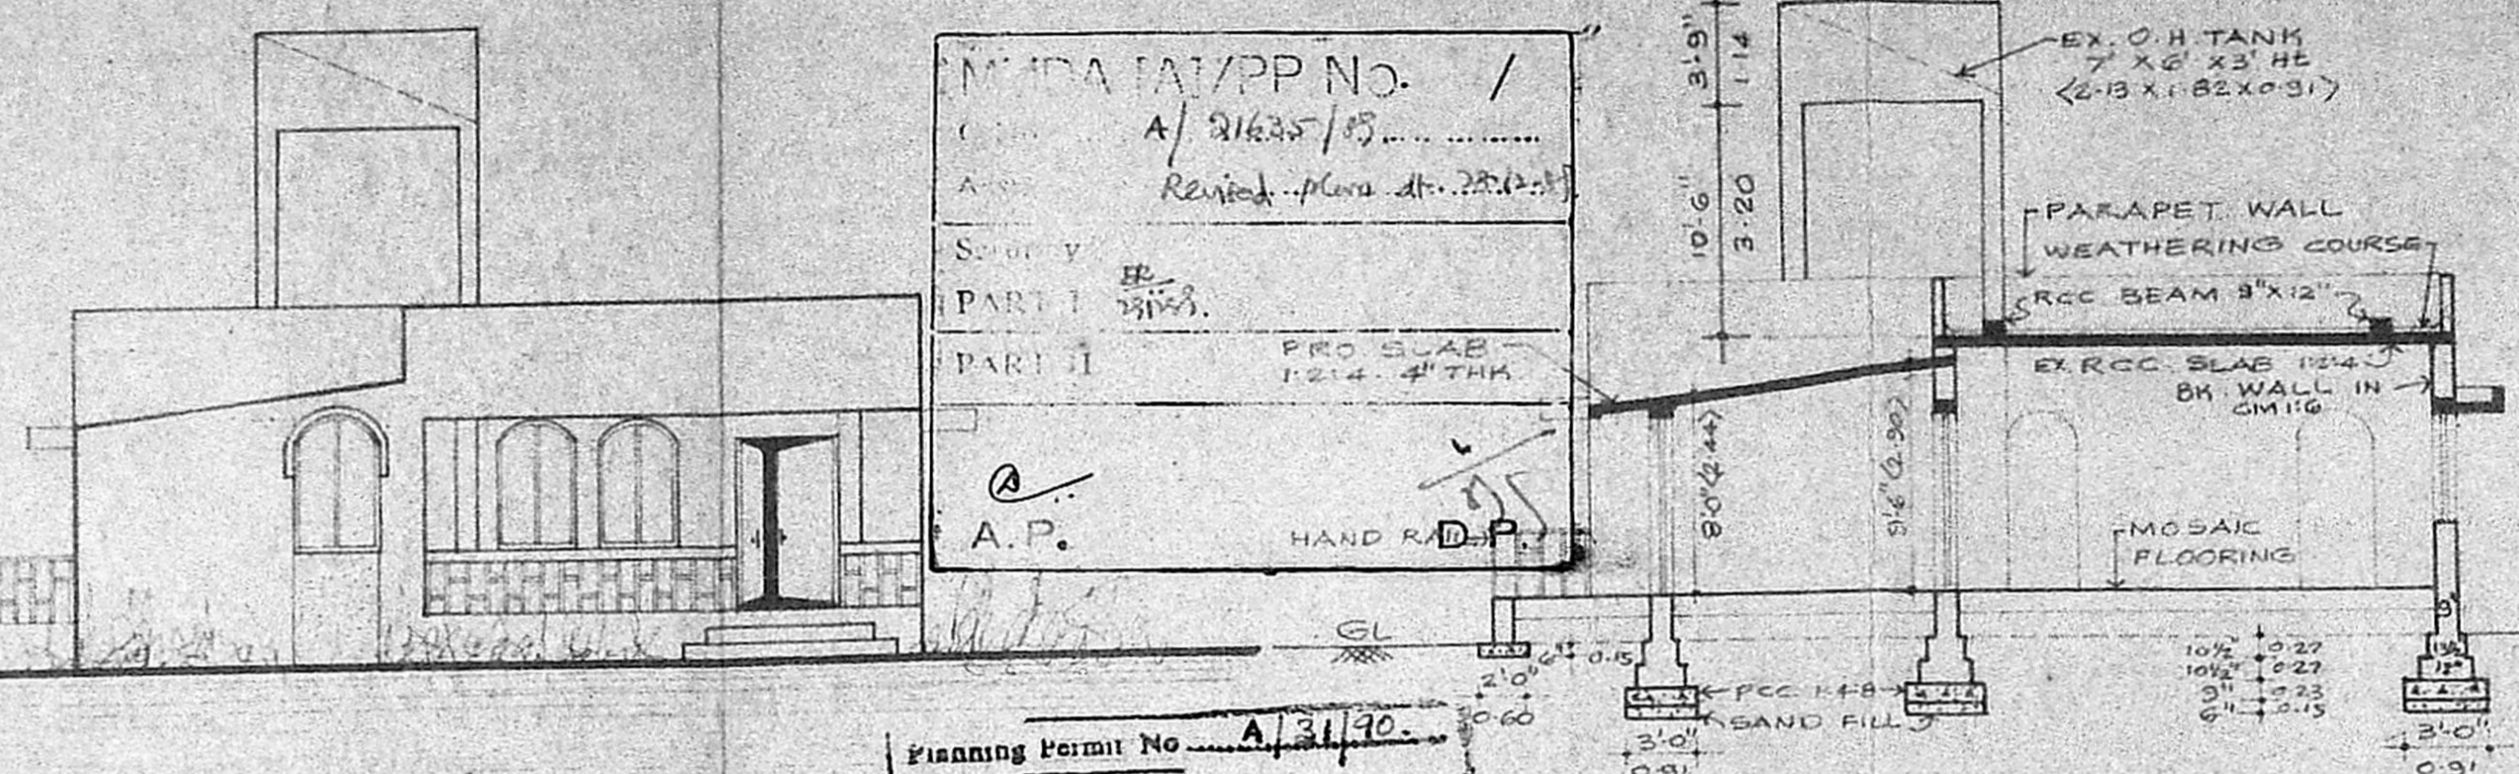 EX. O.H TANK
7' X 6' X 3' Ht
<2.13 X 1.82 X 0.91>
3'-9"
1.14
10'-6"
3.20
PARAPET WALL
WEATHERING COURSE
RCC BEAM 9"X12"
EX. RCC SLAB 1:2:4
BK. WALL IN
CM 1:6
MMDA [A]/PP No. /
A/ 21635/89
Revised plans dt.
PART I
PART II
PRO SLAB
1:2:4. 4" THK
A.P.
D.P.
HAND
8'-0"(2.44)
9'-6"(2.90)
MOSAIC
FLOORING
GL
6" 0.15
2'0"
0.60
PCC 1:4:8
SAND FILL
3'-0"
0.91
9"
13½
18"
10½" 0.27
10½" 0.27
9" 0.23
6" 0.15
3'-0"
0.91
Planning Permit No A/31/90.